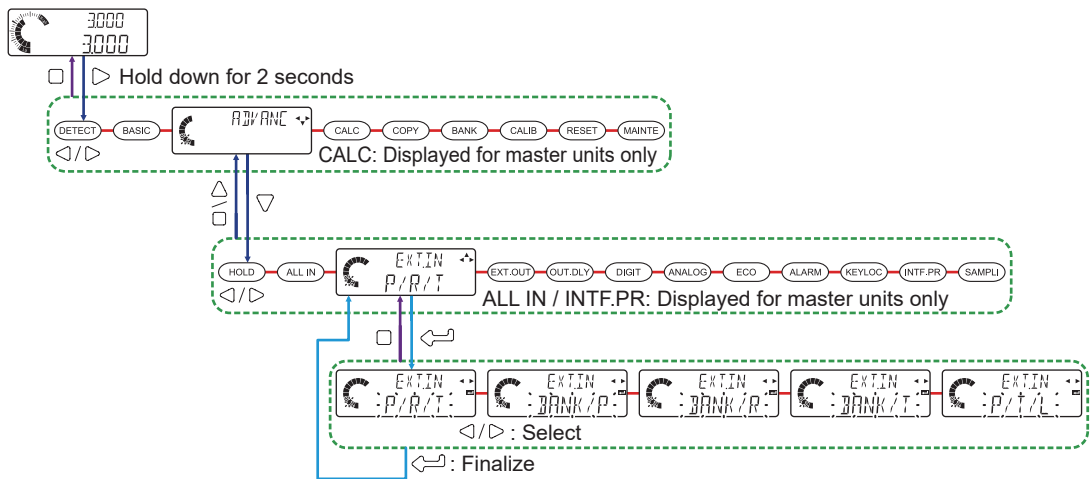 3.000
-3.000
Hold down for 2 seconds
DETECT BASIC ADVANC CALC COPY BANK CALIB RESET MAINTE
/
CALC: Displayed for master units only
HOLD ALL IN EXT.IN EXT.OUT OUT.DLY DIGIT ANALOG ECO ALARM KEYLOC INTF.PR SAMPLI
P/R/T
/
ALL IN / INTF.PR: Displayed for master units only
EXT.IN EXT.IN EXT.IN EXT.IN EXT.IN
P/R/T BANK/P BANK/R BANK/T P/T/L
/ : Select
: Finalize